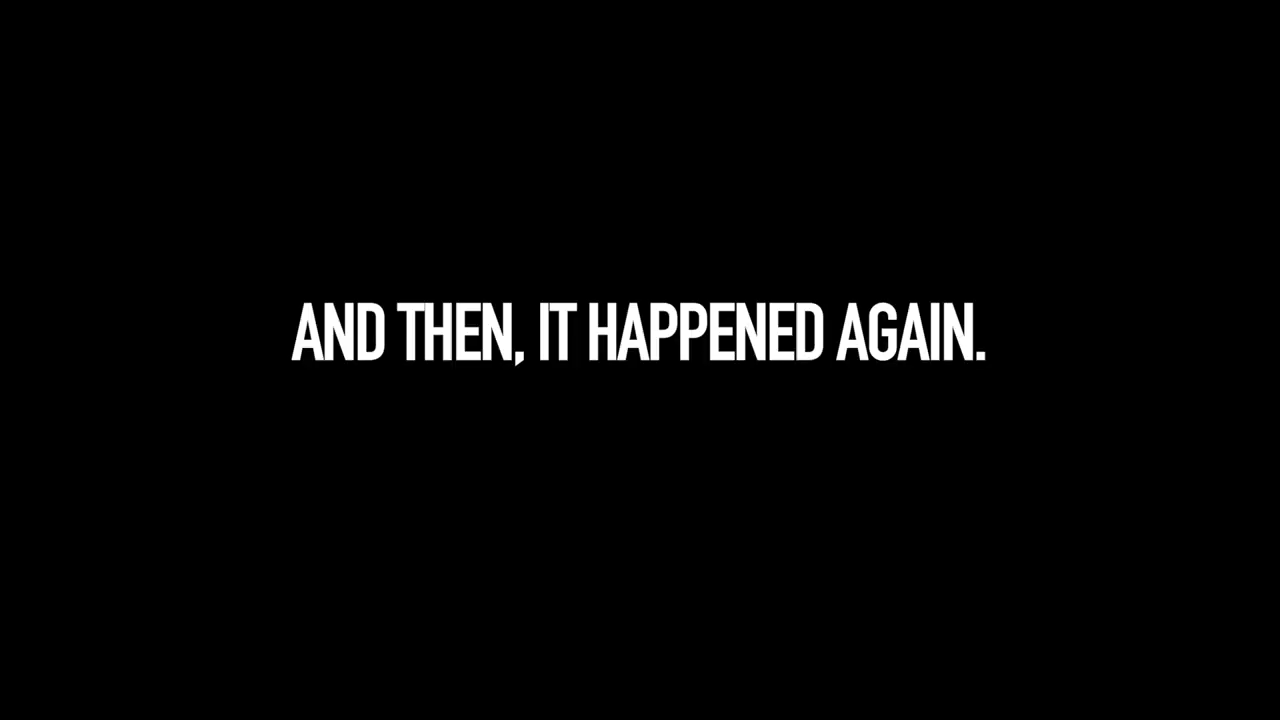 AND THEN, IT HAPPENED AGAIN.